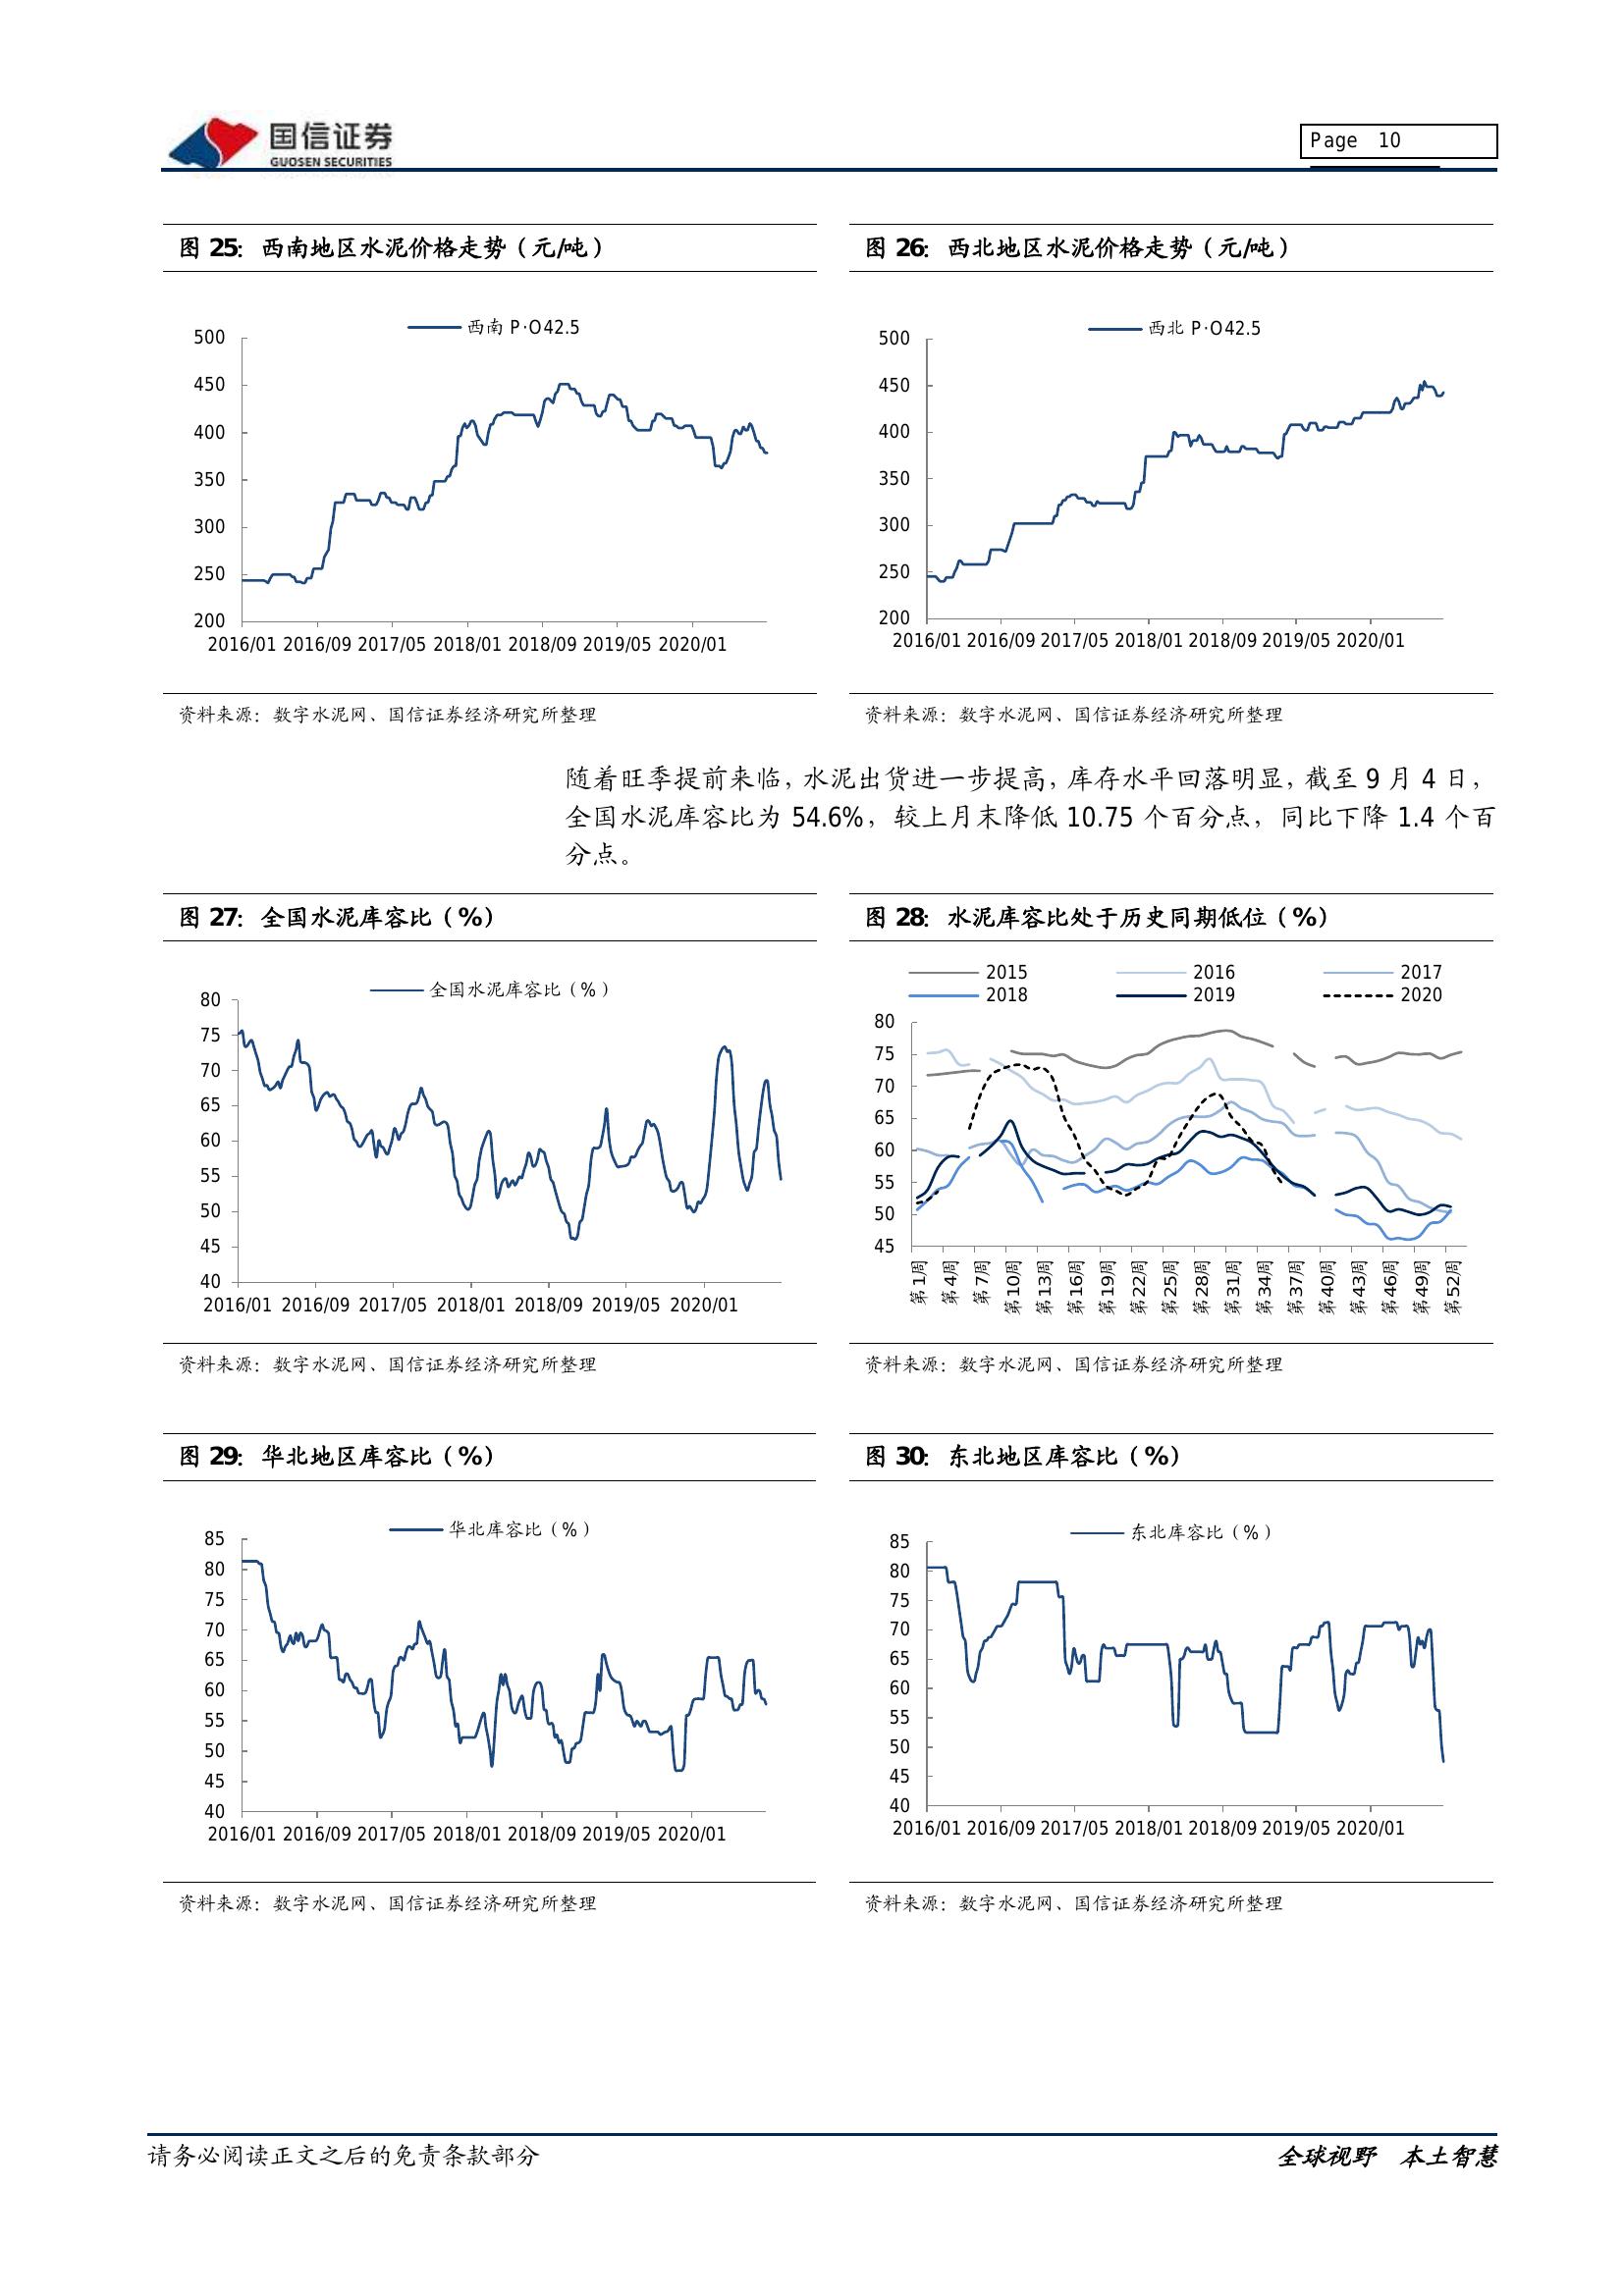 国信证券
GUOSEN SECURITIES
Page 10
图 25：西南地区水泥价格走势（元/吨）
西南 P·O42.5
500
450
400
350
300
250
200
2016/01 2016/09 2017/05 2018/01 2018/09 2019/05 2020/01
资料来源：数字水泥网、国信证券经济研究所整理
图 26：西北地区水泥价格走势（元/吨）
西北 P·O42.5
500
450
400
350
300
250
200
2016/01 2016/09 2017/05 2018/01 2018/09 2019/05 2020/01
资料来源：数字水泥网、国信证券经济研究所整理
随着旺季提前来临，水泥出货进一步提高，库存水平回落明显，截至 9 月 4 日，
全国水泥库容比为 54.6%，较上月末降低 10.75 个百分点，同比下降 1.4 个百
分点。
图 27：全国水泥库容比（%）
全国水泥库容比（%）
80
75
70
65
60
55
50
45
40
2016/01 2016/09 2017/05 2018/01 2018/09 2019/05 2020/01
资料来源：数字水泥网、国信证券经济研究所整理
图 28：水泥库容比处于历史同期低位（%）
2015 2016 2017
2018 2019 2020
80
75
70
65
60
55
50
45
第1周 第4周 第7周 第10周 第13周 第16周 第19周 第22周 第25周 第28周 第31周 第34周 第37周 第40周 第43周 第46周 第49周 第52周
资料来源：数字水泥网、国信证券经济研究所整理
图 29：华北地区库容比（%）
华北库容比（%）
85
80
75
70
65
60
55
50
45
40
2016/01 2016/09 2017/05 2018/01 2018/09 2019/05 2020/01
资料来源：数字水泥网、国信证券经济研究所整理
图 30：东北地区库容比（%）
东北库容比（%）
85
80
75
70
65
60
55
50
45
40
2016/01 2016/09 2017/05 2018/01 2018/09 2019/05 2020/01
资料来源：数字水泥网、国信证券经济研究所整理
请务必阅读正文之后的免责条款部分
全球视野 本土智慧